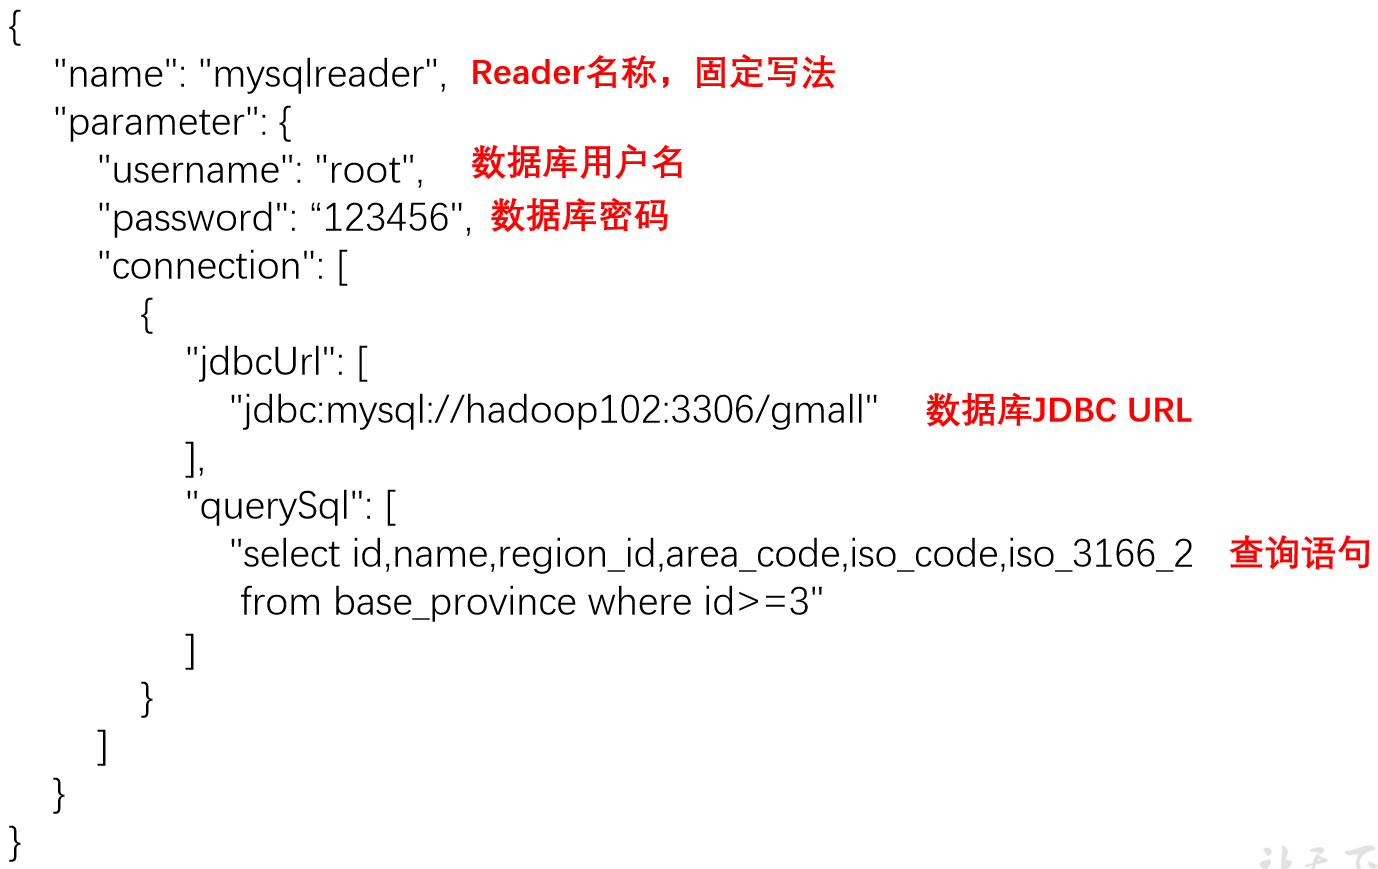 {
"name": "mysqlreader", Reader名称，固定写法
"parameter": {
"username": "root", 数据库用户名
"password": “123456", 数据库密码
"connection": [
{
"jdbcUrl": [
"jdbc:mysql://hadoop102:3306/gmall" 数据库JDBC URL
],
"querySql": [
"select id,name,region_id,area_code,iso_code,iso_3166_2 查询语句
from base_province where id>=3"
]
}
]
}
}